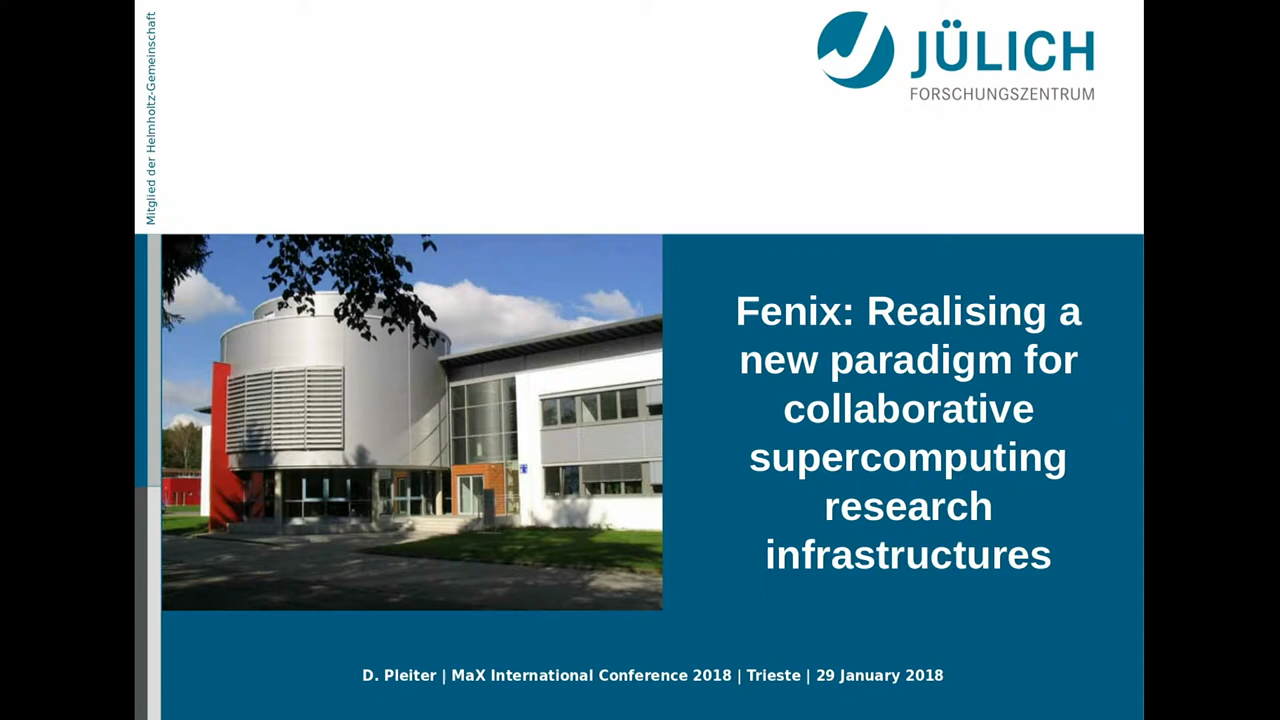 Mitglied der Helmholtz-Gemeinschaft
JÜLICH
FORSCHUNGSZENTRUM
Fenix: Realising a
new paradigm for
collaborative
supercomputing
research
infrastructures
D. Pleiter | MaX International Conference 2018 | Trieste | 29 January 2018